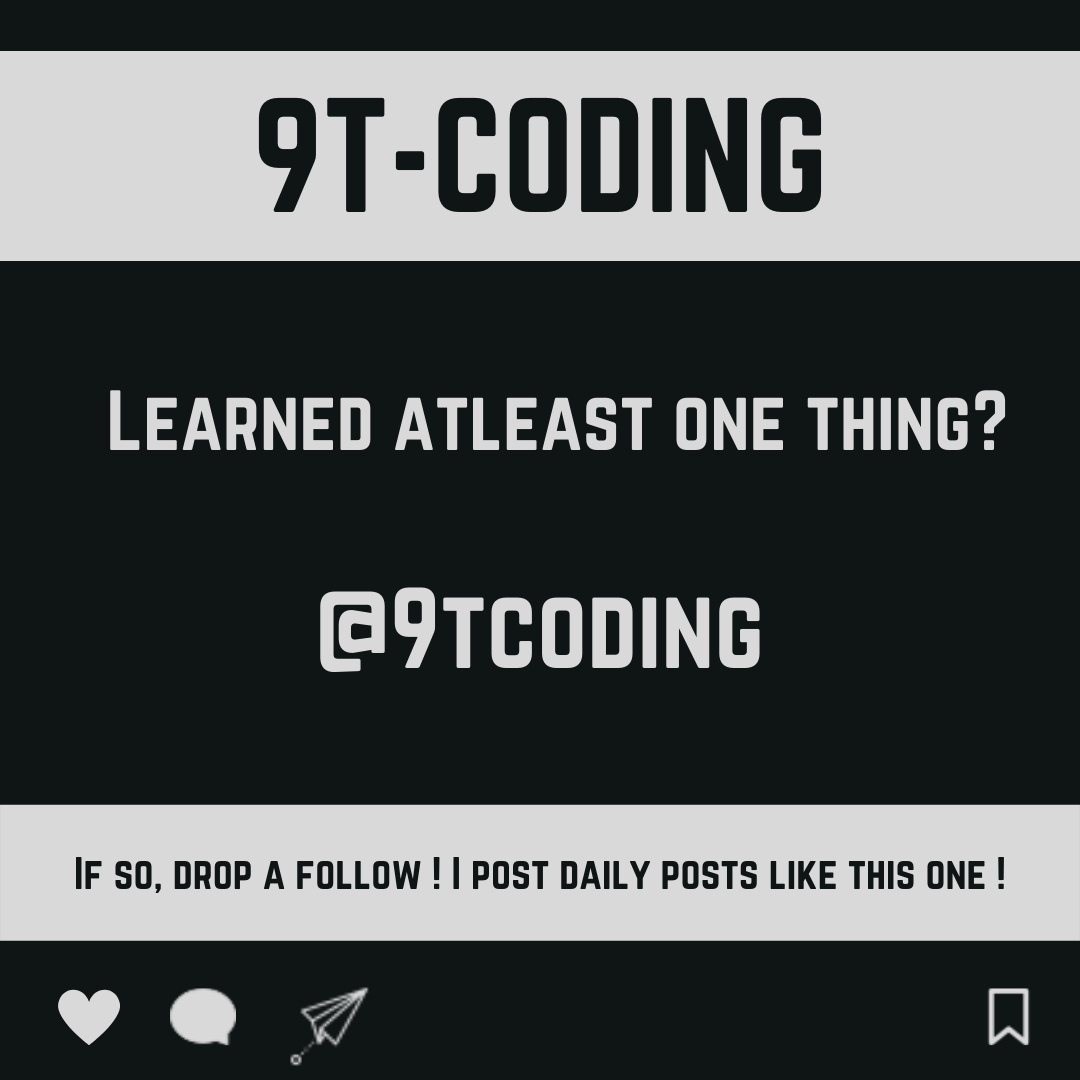 9T-CODING
Learned atleast one thing?
@9tcoding
If so, drop a follow ! I post daily posts like this one !